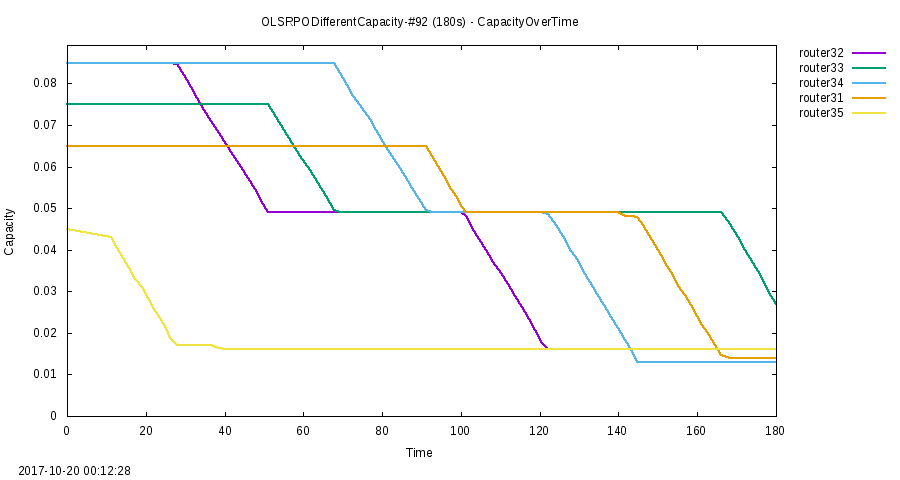 OLSRPODifferentCapacity-#92 (180s) - CapacityOverTime
router32
router33
router34
router31
router35
0.08
0.07
0.06
0.05
0.04
0.03
0.02
0.01
0
Capacity
0 20 40 60 80 100 120 140 160 180
Time
2017-10-20 00:12:28